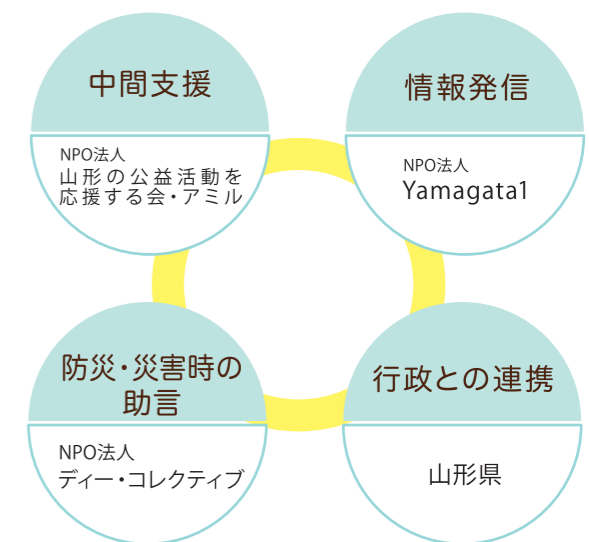 中間支援
NPO法人
山形の公益活動を
応援する会・アミル
情報発信
NPO法人
Yamagata1
防災・災害時の
助言
NPO法人
ディー・コレクティブ
行政との連携
山形県